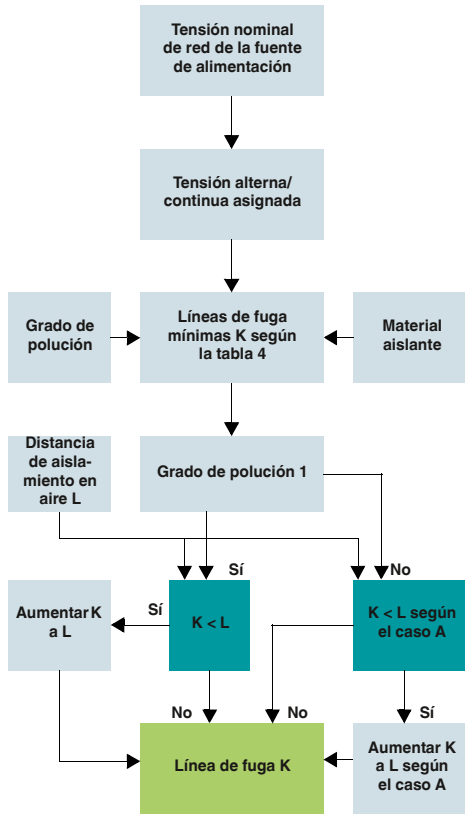 Tensión nominal
de red de la fuente
de alimentación
Tensión alterna/
continua asignada
Grado de
polución
Líneas de fuga
mínimas K según
la tabla 4
Material
aislante
Distancia
de aisla-
miento en
aire L
Grado de polución 1
Sí
No
Aumentar K
a L
Sí
K < L
K < L según
el caso A
No
No
Sí
Línea de fuga K
Aumentar K
a L según
el caso A